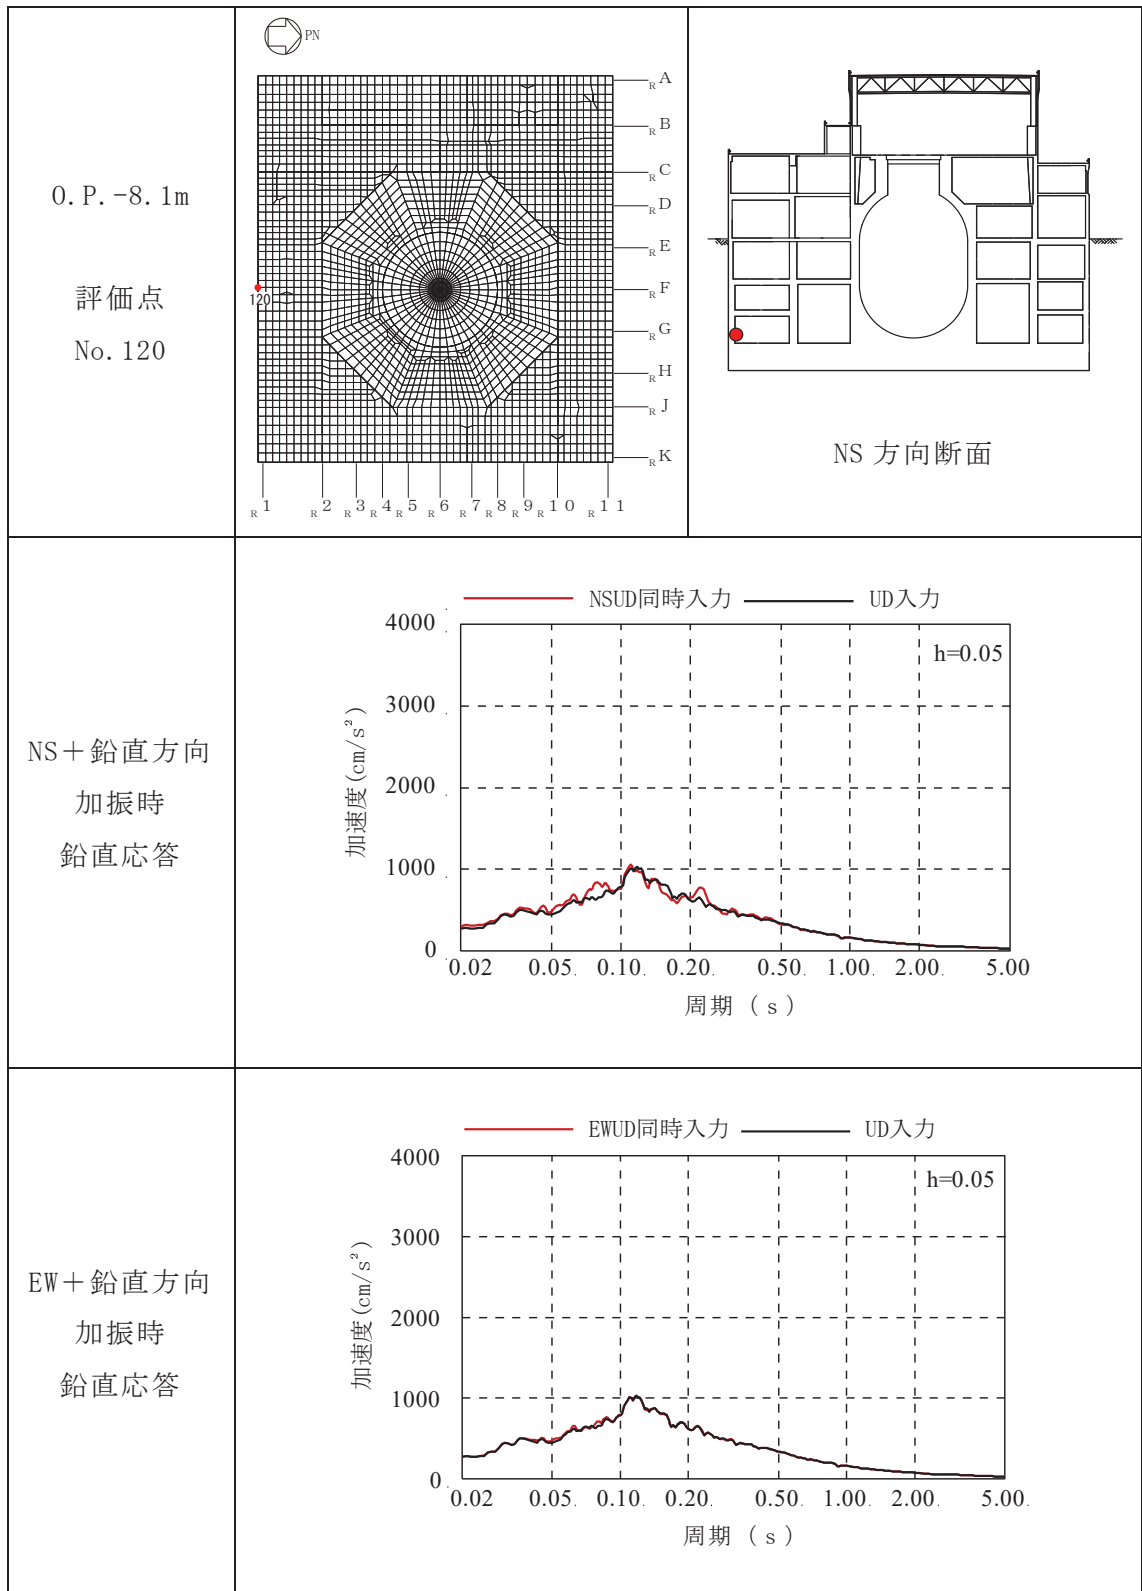 O.P.-8.1m
評価点
No.120
PN
RA
RB
RC
RD
RE
RF
RG
RH
RJ
RK
120
R1 R2 R3 R4 R5 R6 R7 R8 R9 R10 R11
NS方向断面
NS＋鉛直方向
加振時
鉛直応答
NSUD同時入力 UD入力
h=0.05
加速度(cm/s²)
4000
3000
2000
1000
0
0.02 0.05 0.10 0.20 0.50 1.00 2.00 5.00
周期（s）
EW＋鉛直方向
加振時
鉛直応答
EWUD同時入力 UD入力
h=0.05
加速度(cm/s²)
4000
3000
2000
1000
0
0.02 0.05 0.10 0.20 0.50 1.00 2.00 5.00
周期（s）